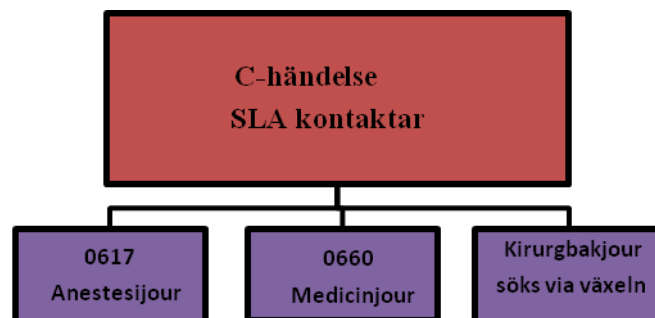 C-händelse
SLA kontaktar
0617
Anestesijour
0660
Medicinjour
Kirurgbakjour
söks via växeln